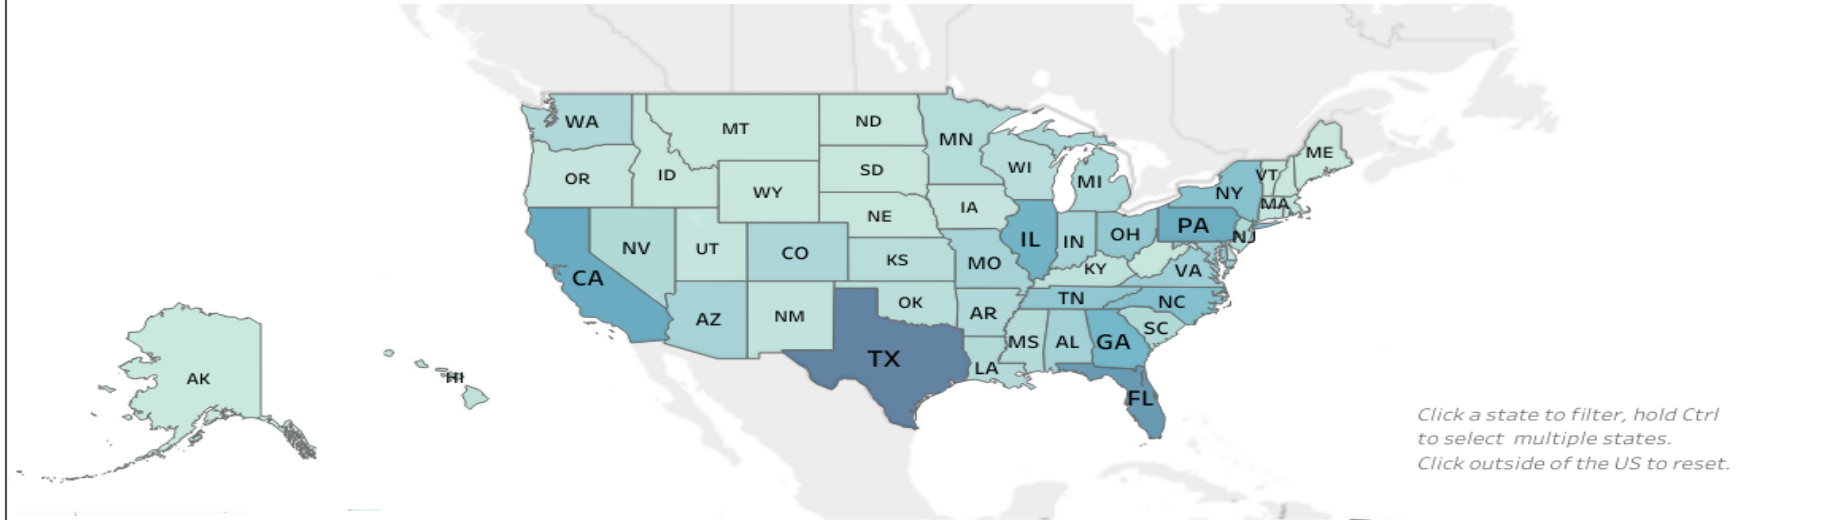 WA
MT
ND
MN
ME
OR
ID
WY
SD
WI
MI
VT
NY
MA
NE
IA
NV
UT
CO
KS
MO
IL
IN
OH
PA
NJ
CA
KY
VA
AZ
NM
OK
AR
TN
NC
SC
TX
LA
MS
AL
GA
FL
AK
HI
Click a state to filter, hold Ctrl
to select multiple states.
Click outside of the US to reset.